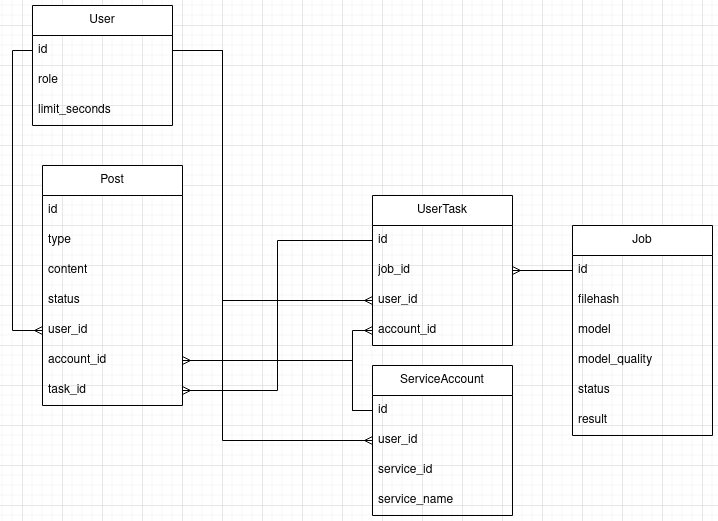 User
id
role
limit_seconds
Post
id
type
content
status
user_id
account_id
task_id
UserTask
id
job_id
user_id
account_id
ServiceAccount
id
user_id
service_id
service_name
Job
id
filehash
model
model_quality
status
result